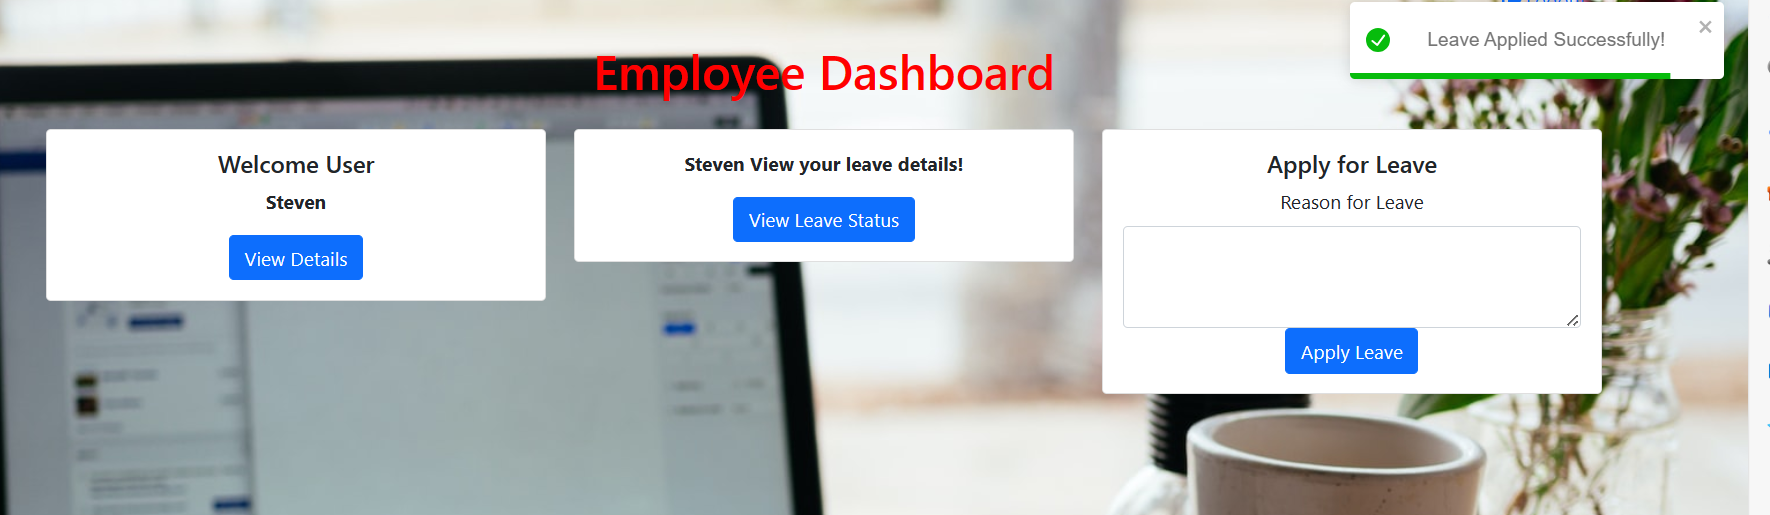 Leave Applied Successfully!
Employee Dashboard
Welcome User
Steven
View Details
Steven View your leave details!
View Leave Status
Apply for Leave
Reason for Leave
Apply Leave